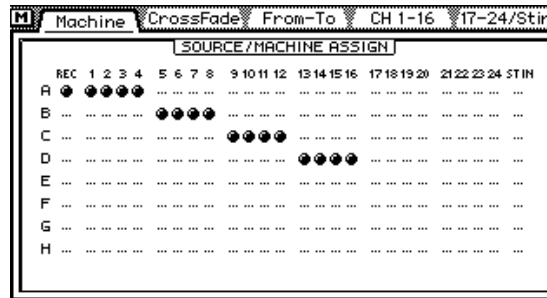 M Machine CrossFade From-To CH 1-16 17-24/Stir
SOURCE/MACHINE ASSIGN
REC 1 2 3 4 5 6 7 8 9 10 11 12 13 14 15 16 17 18 19 20 21 22 23 24 STIN
A
B
C
D
E
F
G
H